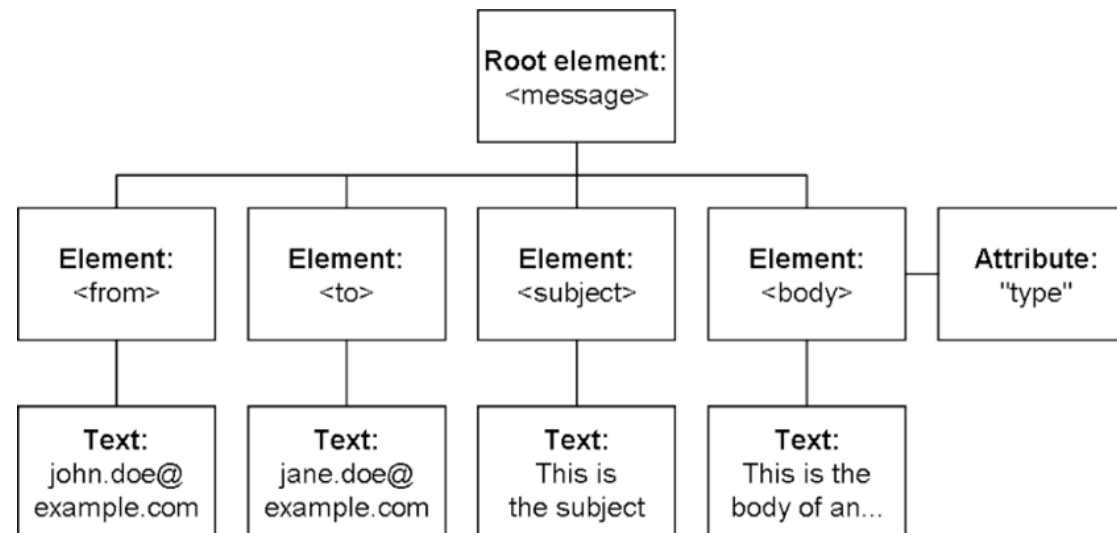 Root element:
<message>
Element:
<from>
Element:
<to>
Element:
<subject>
Element:
<body>
Attribute:
"type"
Text:
john.doe@
example.com
Text:
jane.doe@
example.com
Text:
This is
the subject
Text:
This is the
body of an...